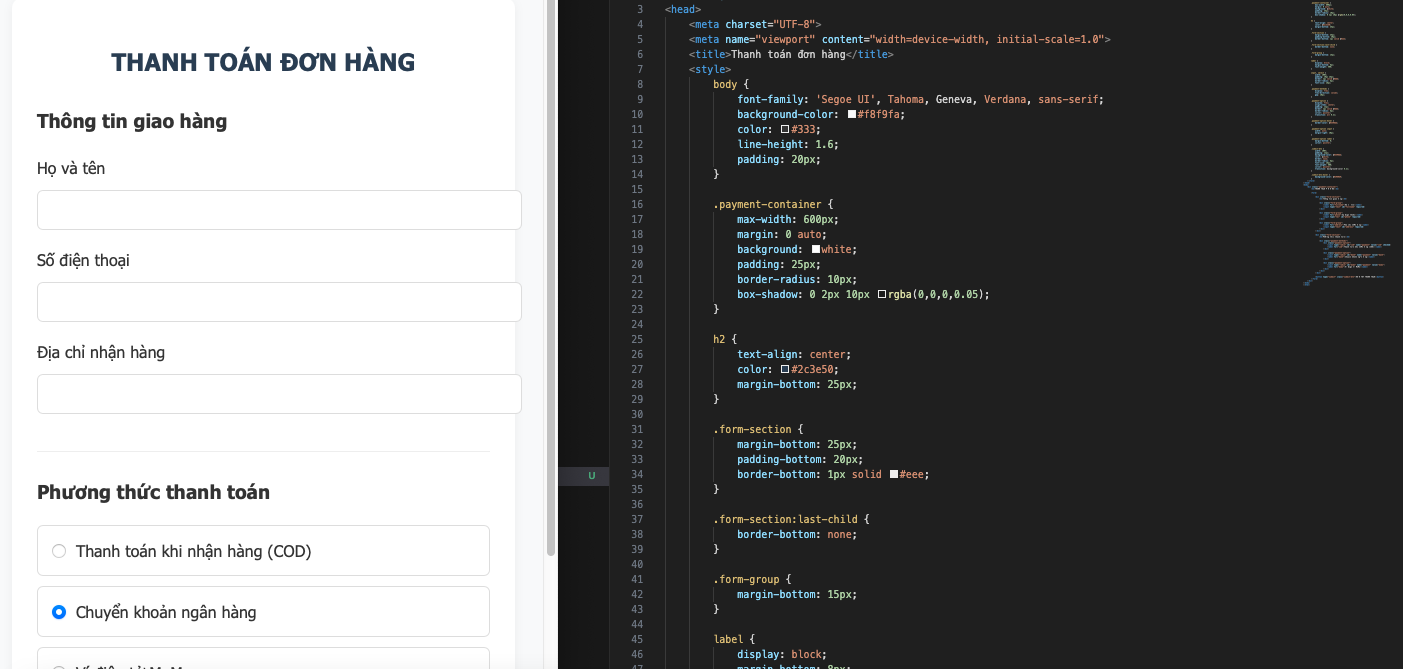 THANH TOÁN ĐƠN HÀNG
Thông tin giao hàng
Họ và tên
Số điện thoại
Địa chỉ nhận hàng
Phương thức thanh toán
Thanh toán khi nhận hàng (COD)
Chuyển khoản ngân hàng
U
3 <head>
4 <meta charset="UTF-8">
5 <meta name="viewport" content="width=device-width, initial-scale=1.0">
6 <title>Thanh toán đơn hàng</title>
7 <style>
8 body {
9 font-family: 'Segoe UI', Tahoma, Geneva, Verdana, sans-serif;
10 background-color: #f8f9fa;
11 color: #333;
12 line-height: 1.6;
13 padding: 20px;
14 }
15
16 .payment-container {
17 max-width: 600px;
18 margin: 0 auto;
19 background: white;
20 padding: 25px;
21 border-radius: 10px;
22 box-shadow: 0 2px 10px rgba(0,0,0,0.05);
23 }
24
25 h2 {
26 text-align: center;
27 color: #2c3e50;
28 margin-bottom: 25px;
29 }
30
31 .form-section {
32 margin-bottom: 25px;
33 padding-bottom: 20px;
34 border-bottom: 1px solid #eee;
35 }
36
37 .form-section:last-child {
38 border-bottom: none;
39 }
40
41 .form-group {
42 margin-bottom: 15px;
43 }
44
45 label {
46 display: block;
47 margin-bottom: 8px;